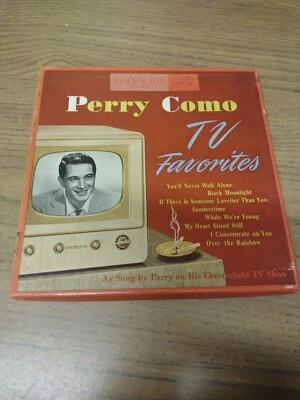 RCA VICTOR
Perry Como
TV
Favorites
You'll Never Walk Alone
Black Moonlight
If There is Someone Lovelier Than You
Summertime
While We're Young
My Heart Stood Still
I Concentrate on You
Over the Rainbow
As Sung by Perry on His Chesterfield TV Show